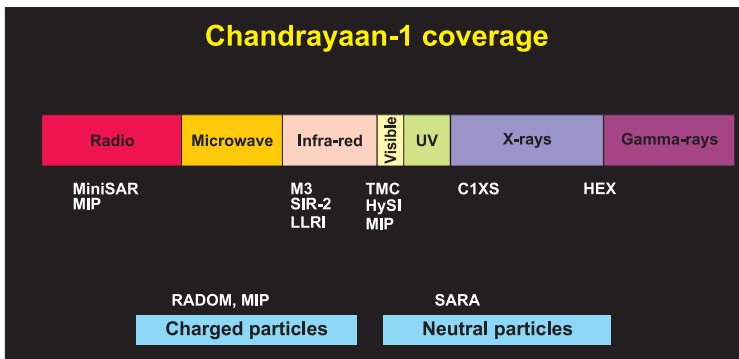 Chandrayaan-1 coverage
Radio Microwave Infra-red Visible UV X-rays Gamma-rays
MiniSAR M3 TMC C1XS HEX
MIP SIR-2 HySI
LLRI MIP
RADOM, MIP SARA
Charged particles Neutral particles